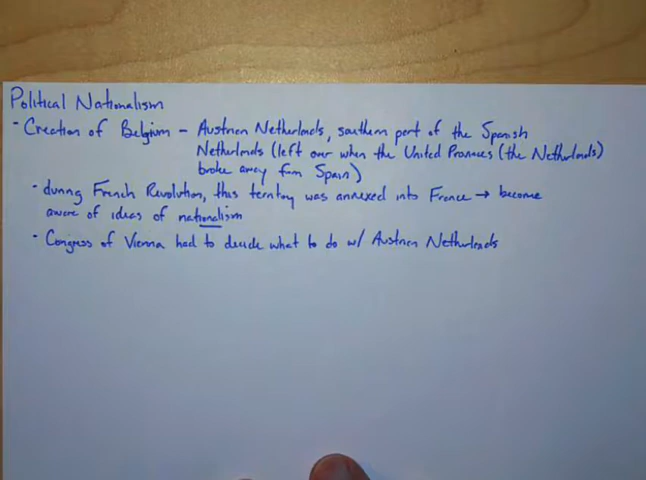 Political Nationalism
· Creation of Belgium – Austrian Netherlands, southern part of the Spanish
Netherlands (left over when the United Provinces (the Netherlands)
broke away from Spain)
· during French Revolution, this territory was annexed into France → become
aware of ideas of nationalism
· Congress of Vienna had to decide what to do w/ Austrian Netherlands